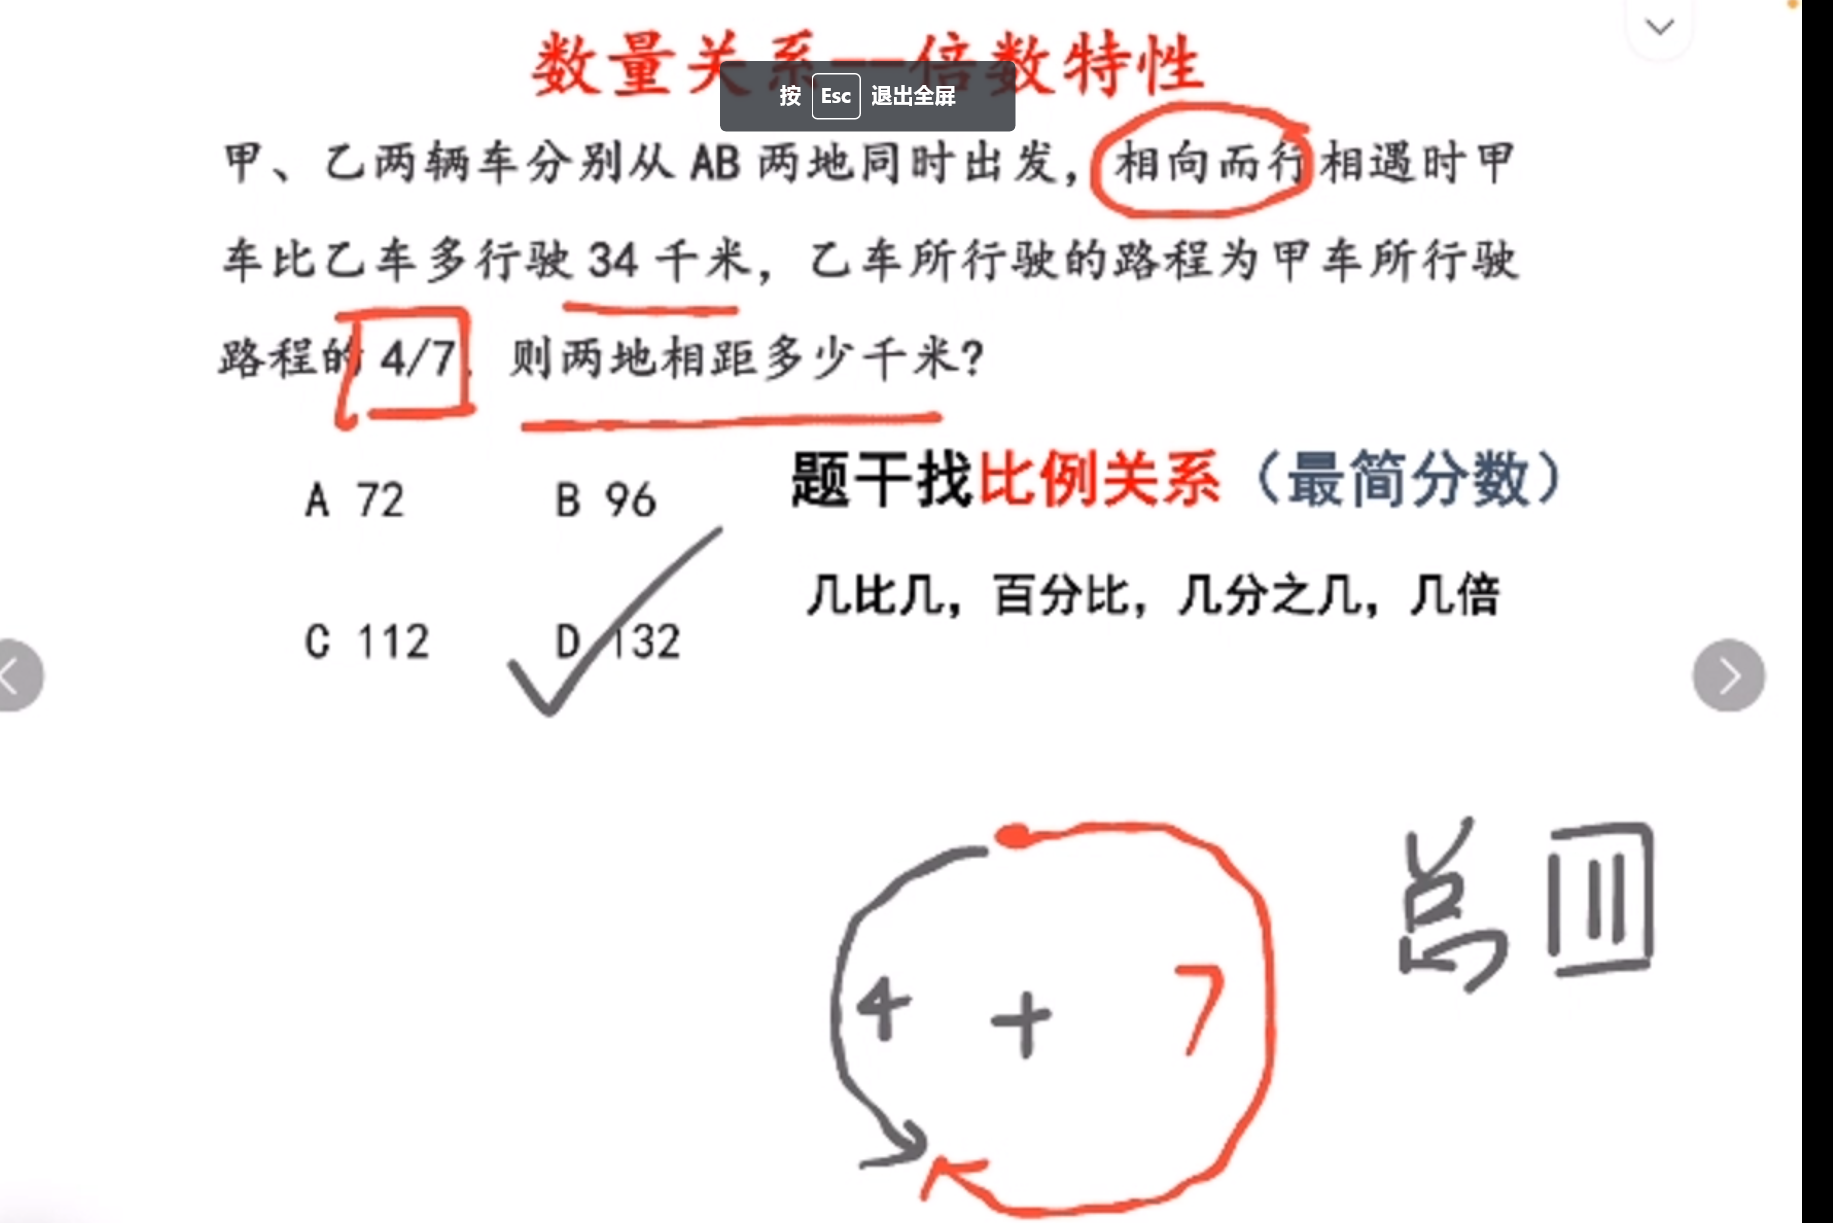 数量关系--倍数特性
按 Esc 退出全屏
甲、乙两辆车分别从 AB 两地同时出发，相向而行相遇时甲
车比乙车多行驶 34 千米，乙车所行驶的路程为甲车所行驶
路程的 4/7，则两地相距多少千米？
A 72 B 96
题干找比例关系（最简分数）
几比几，百分比，几分之几，几倍
C 112 D 132
总 11
4 + 7